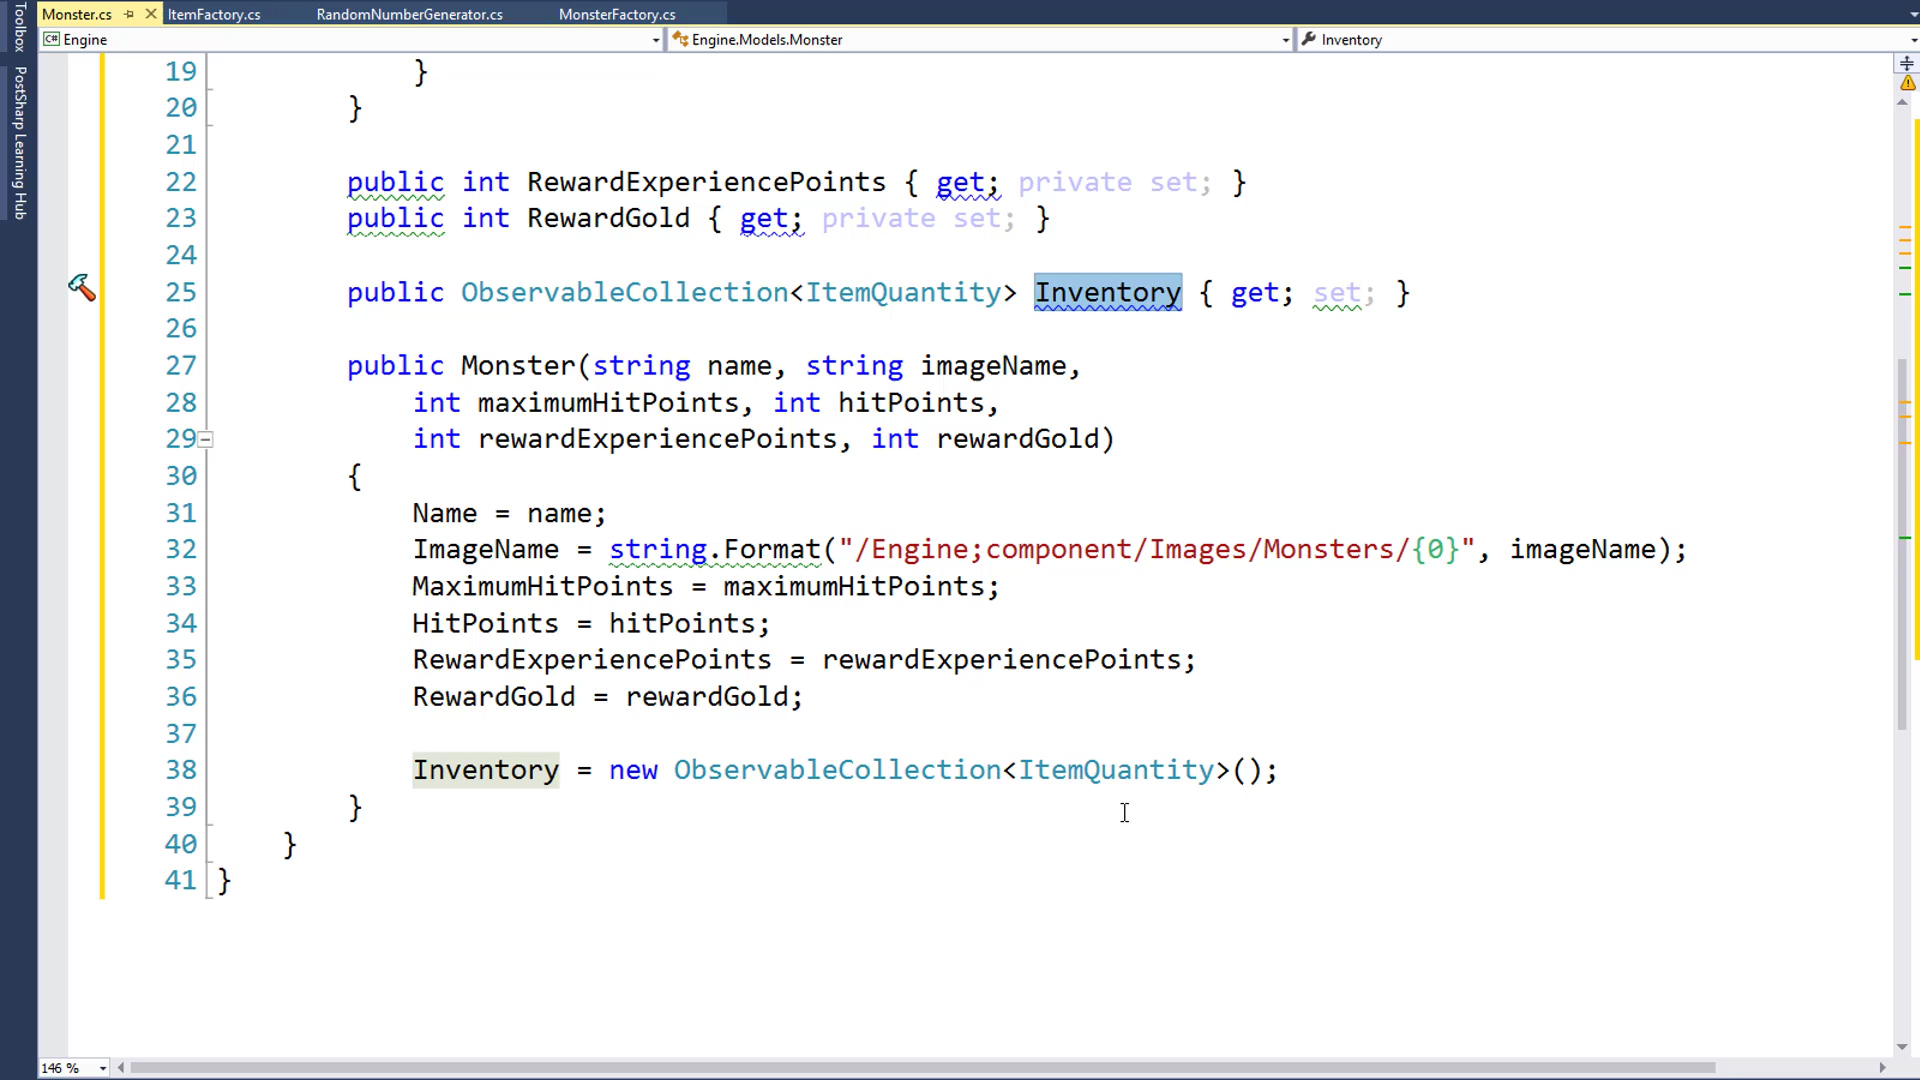 Monster.cs
ItemFactory.cs
RandomNumberGenerator.cs
MonsterFactory.cs
Toolbox
PostSharp Learning Hub
C# Engine
Engine.Models.Monster
Inventory
19 }
20 }
21
22 public int RewardExperiencePoints { get; private set; }
23 public int RewardGold { get; private set; }
24
25 public ObservableCollection<ItemQuantity> Inventory { get; set; }
26
27 public Monster(string name, string imageName,
28 int maximumHitPoints, int hitPoints,
29 int rewardExperiencePoints, int rewardGold)
30 {
31 Name = name;
32 ImageName = string.Format("/Engine;component/Images/Monsters/{0}", imageName);
33 MaximumHitPoints = maximumHitPoints;
34 HitPoints = hitPoints;
35 RewardExperiencePoints = rewardExperiencePoints;
36 RewardGold = rewardGold;
37
38 Inventory = new ObservableCollection<ItemQuantity>();
39 }
40 }
41 }
146 %